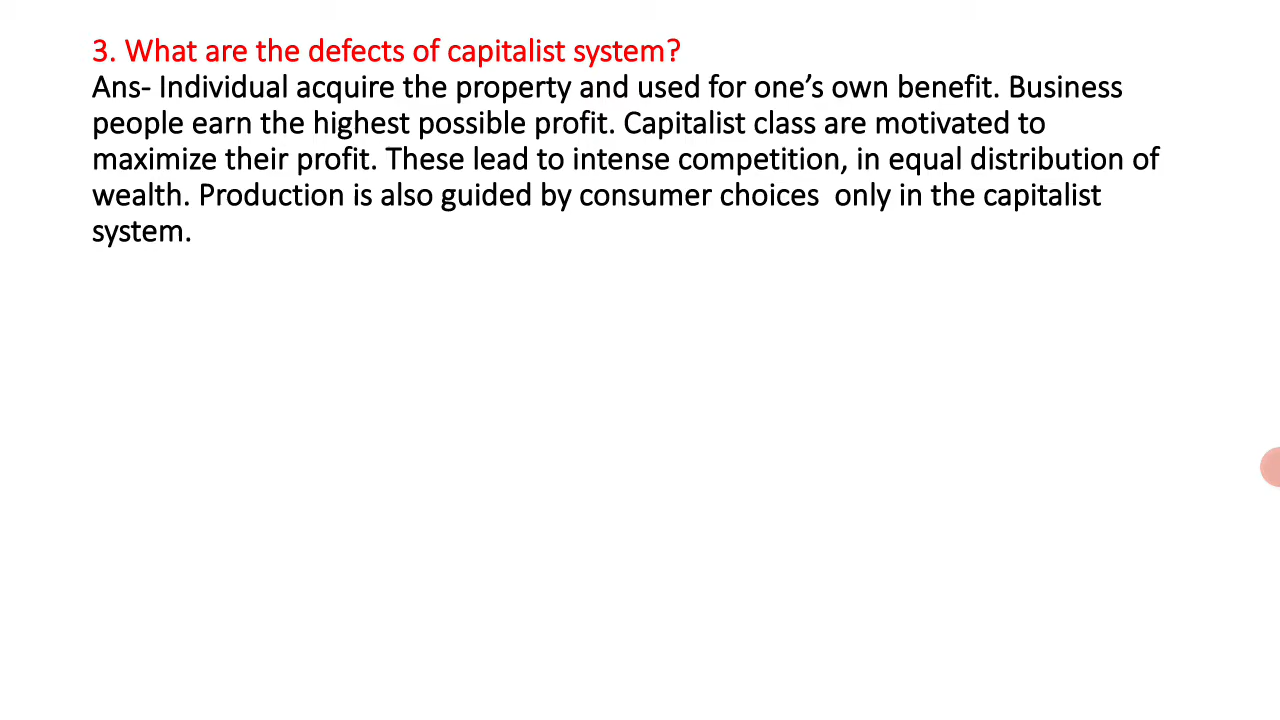 3. What are the defects of capitalist system?
Ans- Individual acquire the property and used for one’s own benefit. Business
people earn the highest possible profit. Capitalist class are motivated to
maximize their profit. These lead to intense competition, in equal distribution of
wealth. Production is also guided by consumer choices  only in the capitalist
system.